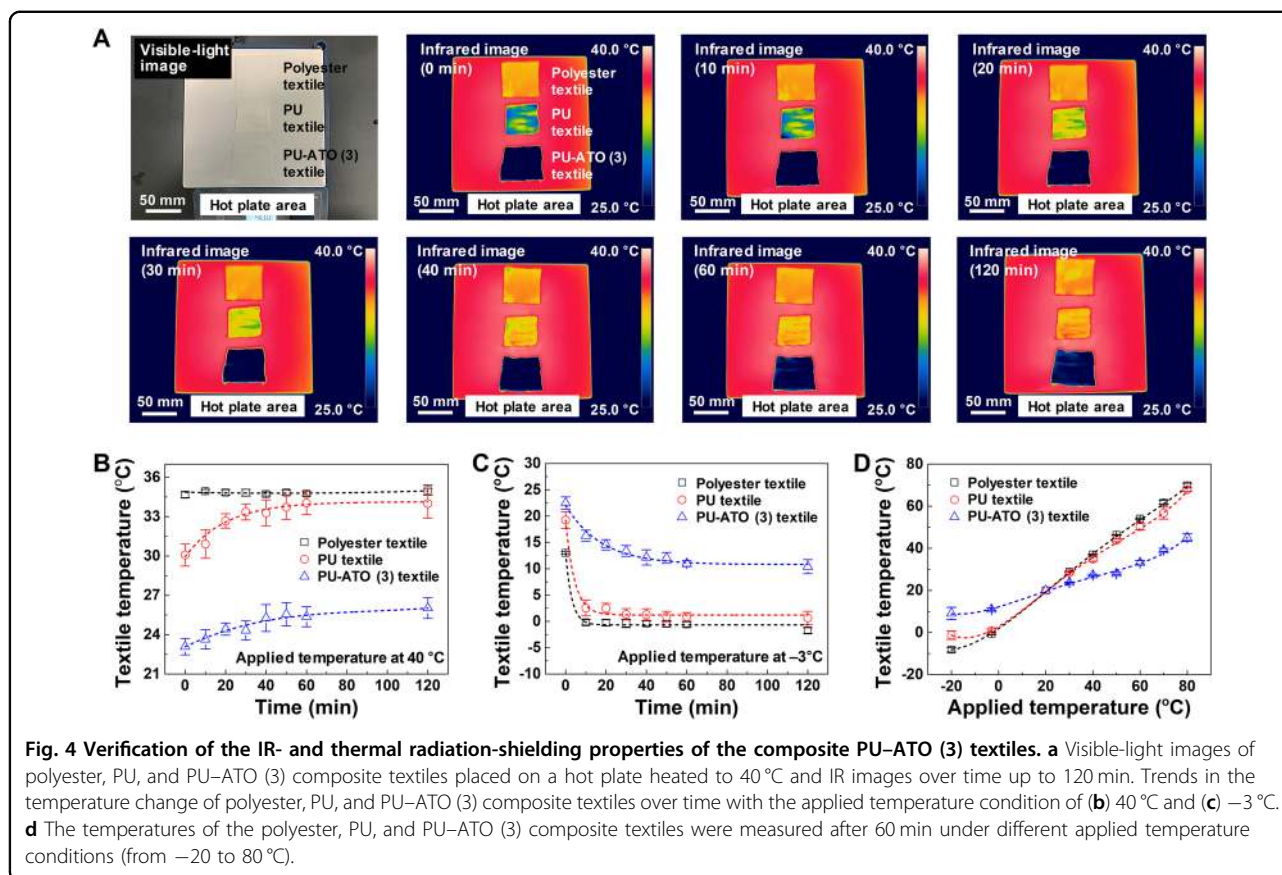 A
Visible-light
image
Polyester
textile
PU
textile
PU-ATO (3)
textile
50 mm
Hot plate area
Infrared image
(0 min)
40.0 °C
Polyester
textile
PU
textile
PU-ATO (3)
textile
50 mm
Hot plate area
25.0 °C
Infrared image
(10 min)
40.0 °C
50 mm
Hot plate area
25.0 °C
Infrared image
(20 min)
40.0 °C
50 mm
Hot plate area
25.0 °C
Infrared image
(30 min)
40.0 °C
50 mm
Hot plate area
25.0 °C
Infrared image
(40 min)
40.0 °C
50 mm
Hot plate area
25.0 °C
Infrared image
(60 min)
40.0 °C
50 mm
Hot plate area
25.0 °C
Infrared image
(120 min)
40.0 °C
50 mm
Hot plate area
25.0 °C
B
Textile temperature (°C)
36
33
30
27
24
21
Polyester textile
PU textile
PU-ATO (3) textile
Applied temperature at 40 °C
0 20 40 60 80 100 120
Time (min)
C
Textile temperature (°C)
30
25
20
15
10
5
0
-5
-10
Polyester textile
PU textile
PU-ATO (3) textile
Applied temperature at –3°C
0 20 40 60 80 100 120
Time (min)
D
Textile temperature (°C)
80
60
40
20
0
-20
Polyester textile
PU textile
PU-ATO (3) textile
-20 0 20 40 60 80
Applied temperature (°C)
Fig. 4 Verification of the IR- and thermal radiation-shielding properties of the composite PU–ATO (3) textiles. a Visible-light images of
polyester, PU, and PU–ATO (3) composite textiles placed on a hot plate heated to 40 °C and IR images over time up to 120 min. Trends in the
temperature change of polyester, PU, and PU–ATO (3) composite textiles over time with the applied temperature condition of (b) 40 °C and (c) −3 °C.
d The temperatures of the polyester, PU, and PU–ATO (3) composite textiles were measured after 60 min under different applied temperature
conditions (from −20 to 80 °C).